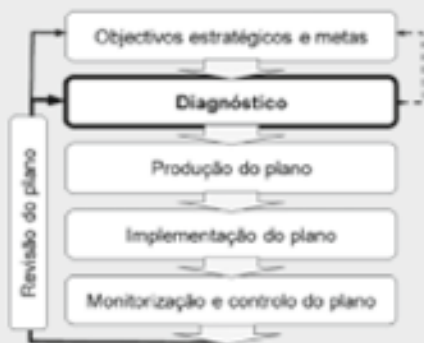 Objectivos estratégicos e metas
Diagnóstico
Produção do plano
Implementação do plano
Monitorização e controlo do plano
Revisão do plano